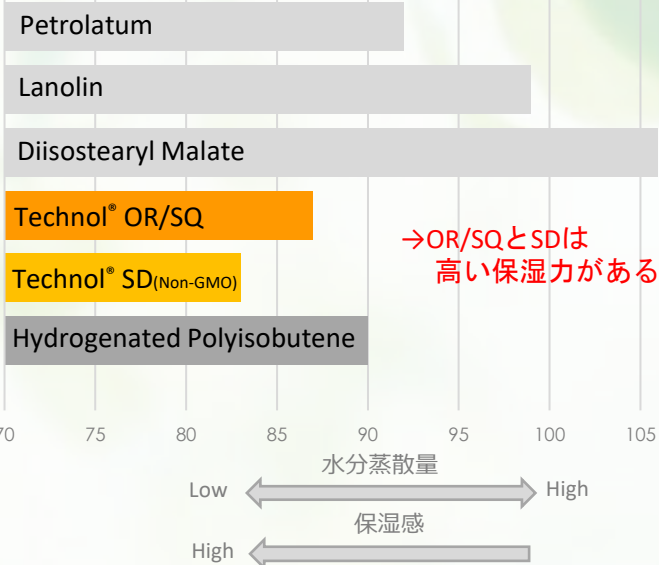 Petrolatum
Lanolin
Diisostearyl Malate
Technol® OR/SQ
→OR/SQとSDは
高い保湿力がある
Technol® SD(Non-GMO)
Hydrogenated Polyisobutene
70 75 80 85 90 95 100 105
水分蒸散量
Low High
保湿感
High